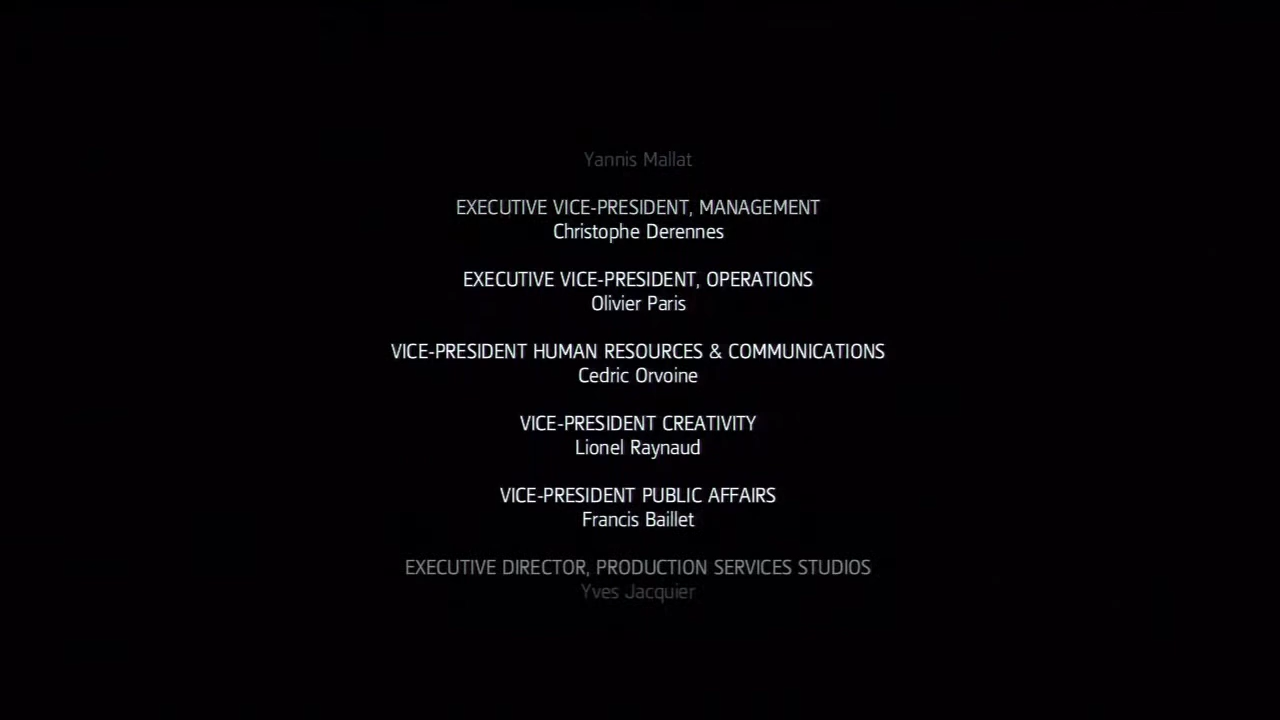 Yannis Mallat
EXECUTIVE VICE-PRESIDENT, MANAGEMENT
Christophe Derennes
EXECUTIVE VICE-PRESIDENT, OPERATIONS
Olivier Paris
VICE-PRESIDENT HUMAN RESOURCES & COMMUNICATIONS
Cedric Orvoine
VICE-PRESIDENT CREATIVITY
Lionel Raynaud
VICE-PRESIDENT PUBLIC AFFAIRS
Francis Baillet
EXECUTIVE DIRECTOR, PRODUCTION SERVICES STUDIOS
Yves Jacquier